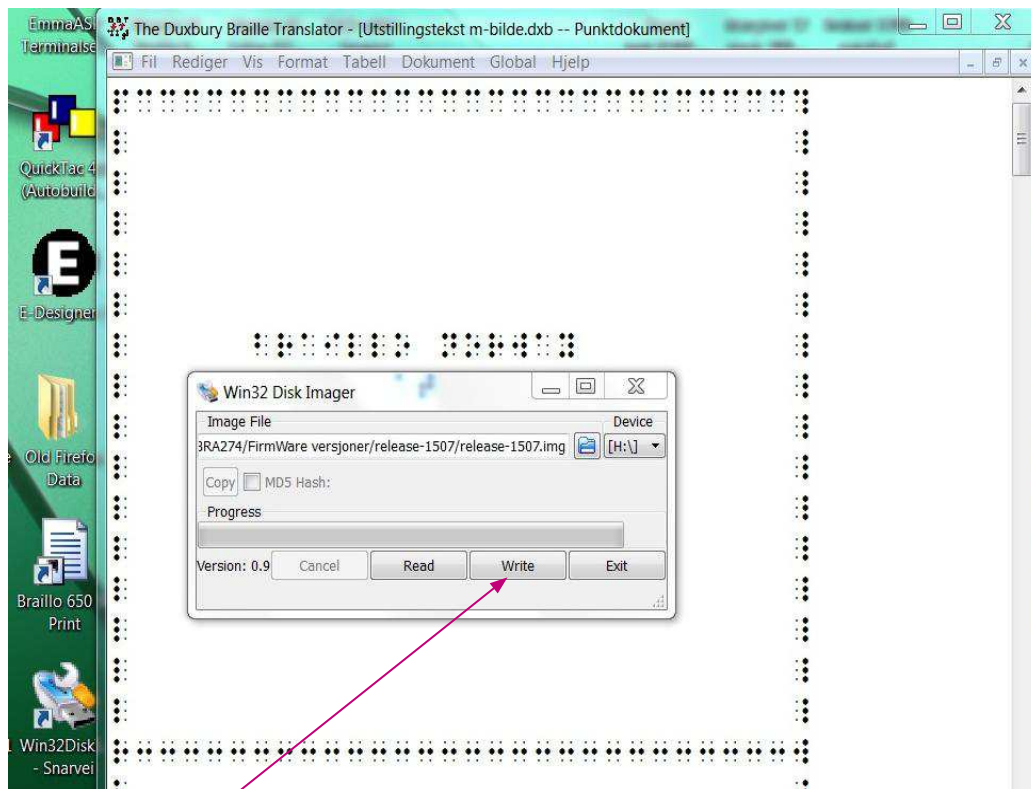 EmmaAS
Terminalse
QuickTac 4
(Autobuild
E-Designer
Old Firefo
Data
Braillo 650
Print
Win32Disk
- Snarvei
The Duxbury Braille Translator - [Utstillingstekst m-bilde.dxb -- Punktdokument]
Fil Rediger Vis Format Tabell Dokument Global Hjelp
⠃⠗⠁⠊⠇⠇⠕ ⠝⠕⠗⠺⠁⠽
Win32 Disk Imager
Image File Device
BRA274/FirmWare versjoner/release-1507/release-1507.img [H:\]
Copy MD5 Hash:
Progress
Version: 0.9 Cancel Read Write Exit